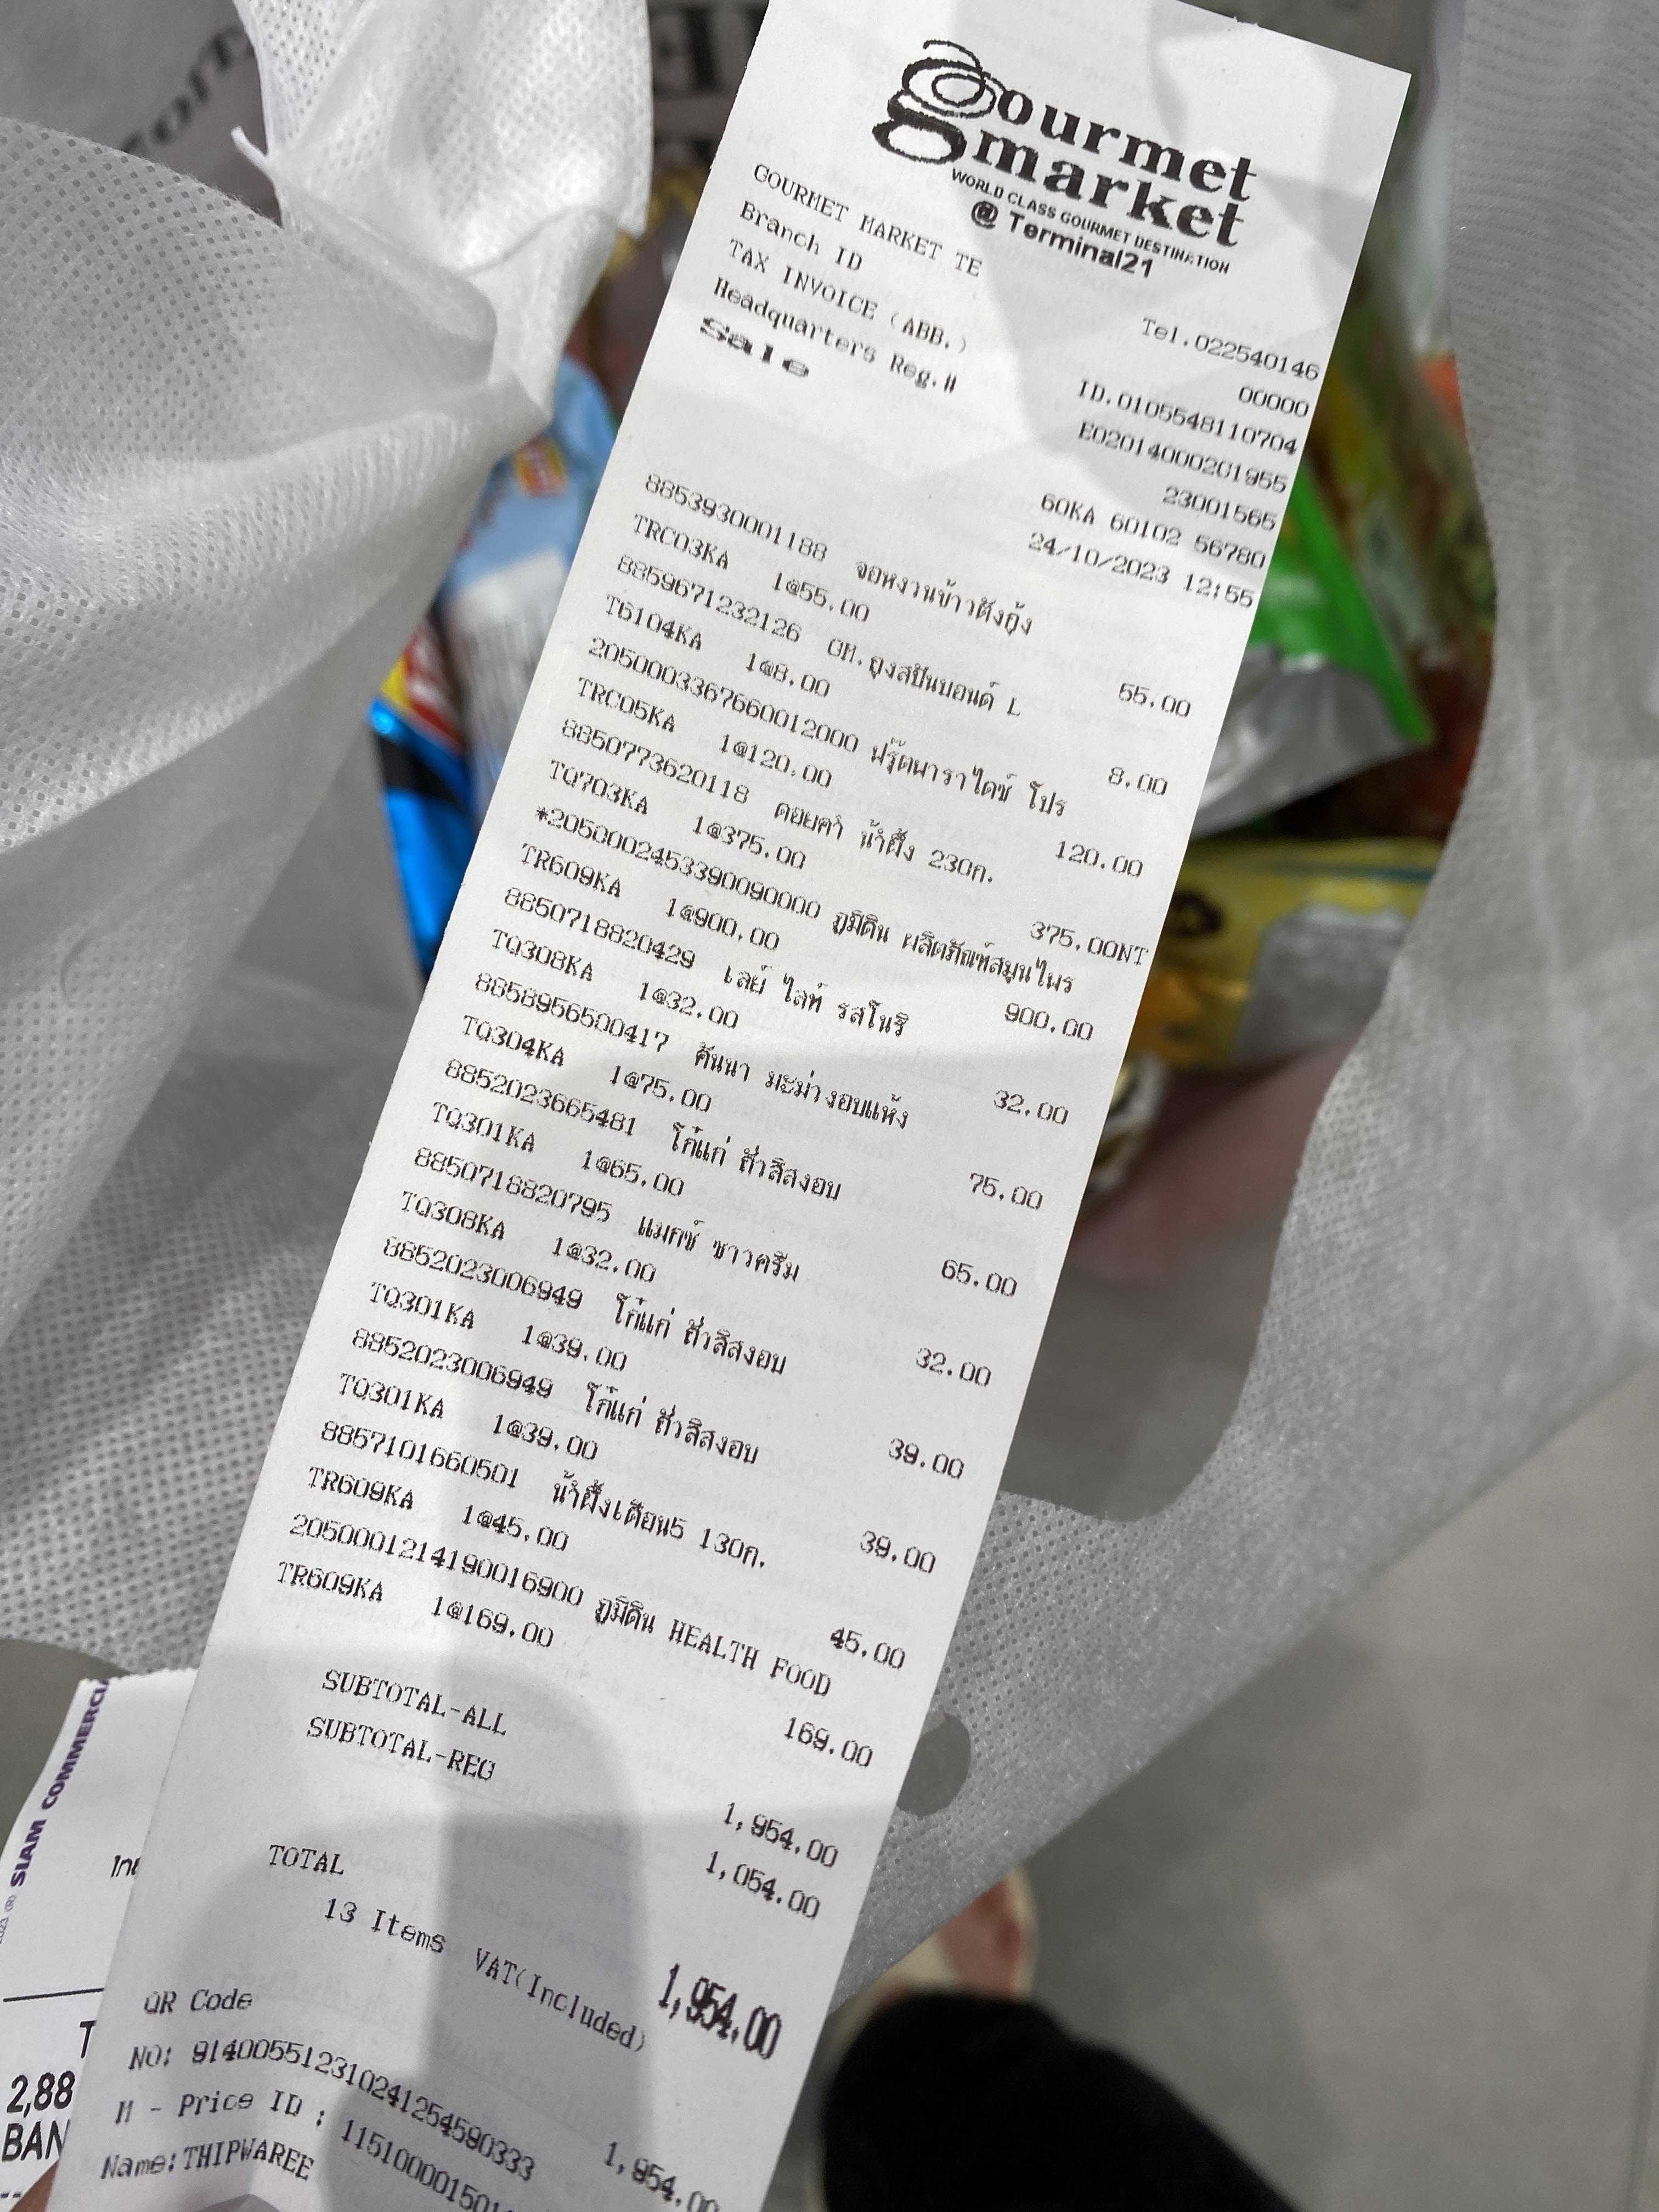 gourmet
market
WORLD CLASS GOURMET DESTINATION
@ Terminal21
GOURMET MARKET TE Tel.022540146
Branch ID 00000
TAX INVOICE (ABB.) ID.0105548110704
Headquarters Reg.# E02014000201955
Sale 23001565
60KA 60102 56780
24/10/2023 12:55
8853930001188 จอหงวนข้าวตังอู้ง
TRC03KA 1@55.00 55.00
8859671232126 GM.ถุงสปันบอนด์ L
T6104KA 1@8.00 8.00
2050003367660012000 ฟรุ๊ตพาราไดซ์ โปร
TRC05KA 1@120.00 120.00
8850773620118 ดอยคำ น้ำผึ้ง 230ก.
TQ703KA 1@375.00 375.00NT
*2050002453390090000 ภูมิดิน ผลิตภัณฑ์สมุนไพร
TR609KA 1@900.00 900.00
8850718820429 เลย์ ไลท์ รสโนริ
TQ308KA 1@32.00 32.00
8858956500417 คันนา มะม่วงอบแห้ง
TQ304KA 1@75.00 75.00
8852023665481 โก๋แก่ ถั่วลิสงอบ
TQ301KA 1@65.00 65.00
8850718820795 แมกซ์ ซาวครีม
TQ308KA 1@32.00 32.00
8852023006949 โก๋แก่ ถั่วลิสงอบ
TQ301KA 1@39.00 39.00
8852023006949 โก๋แก่ ถั่วลิสงอบ
TQ301KA 1@39.00 39.00
8857101660501 น้ำผึ้งเดือน5 130ก.
TR609KA 1@45.00 45.00
2050001214190016900 ภูมิดิน HEALTH FOOD
TR609KA 1@169.00 169.00
SUBTOTAL-ALL 1,954.00
SUBTOTAL-REG 1,054.00
TOTAL 1,954.00
13 Items VAT(Included)
QR Code 1,954.00
NO: 914005512310241254590333
M - Price ID :
Name:THIPWAREE
SIAM COMMERCIA
2,88
BAN